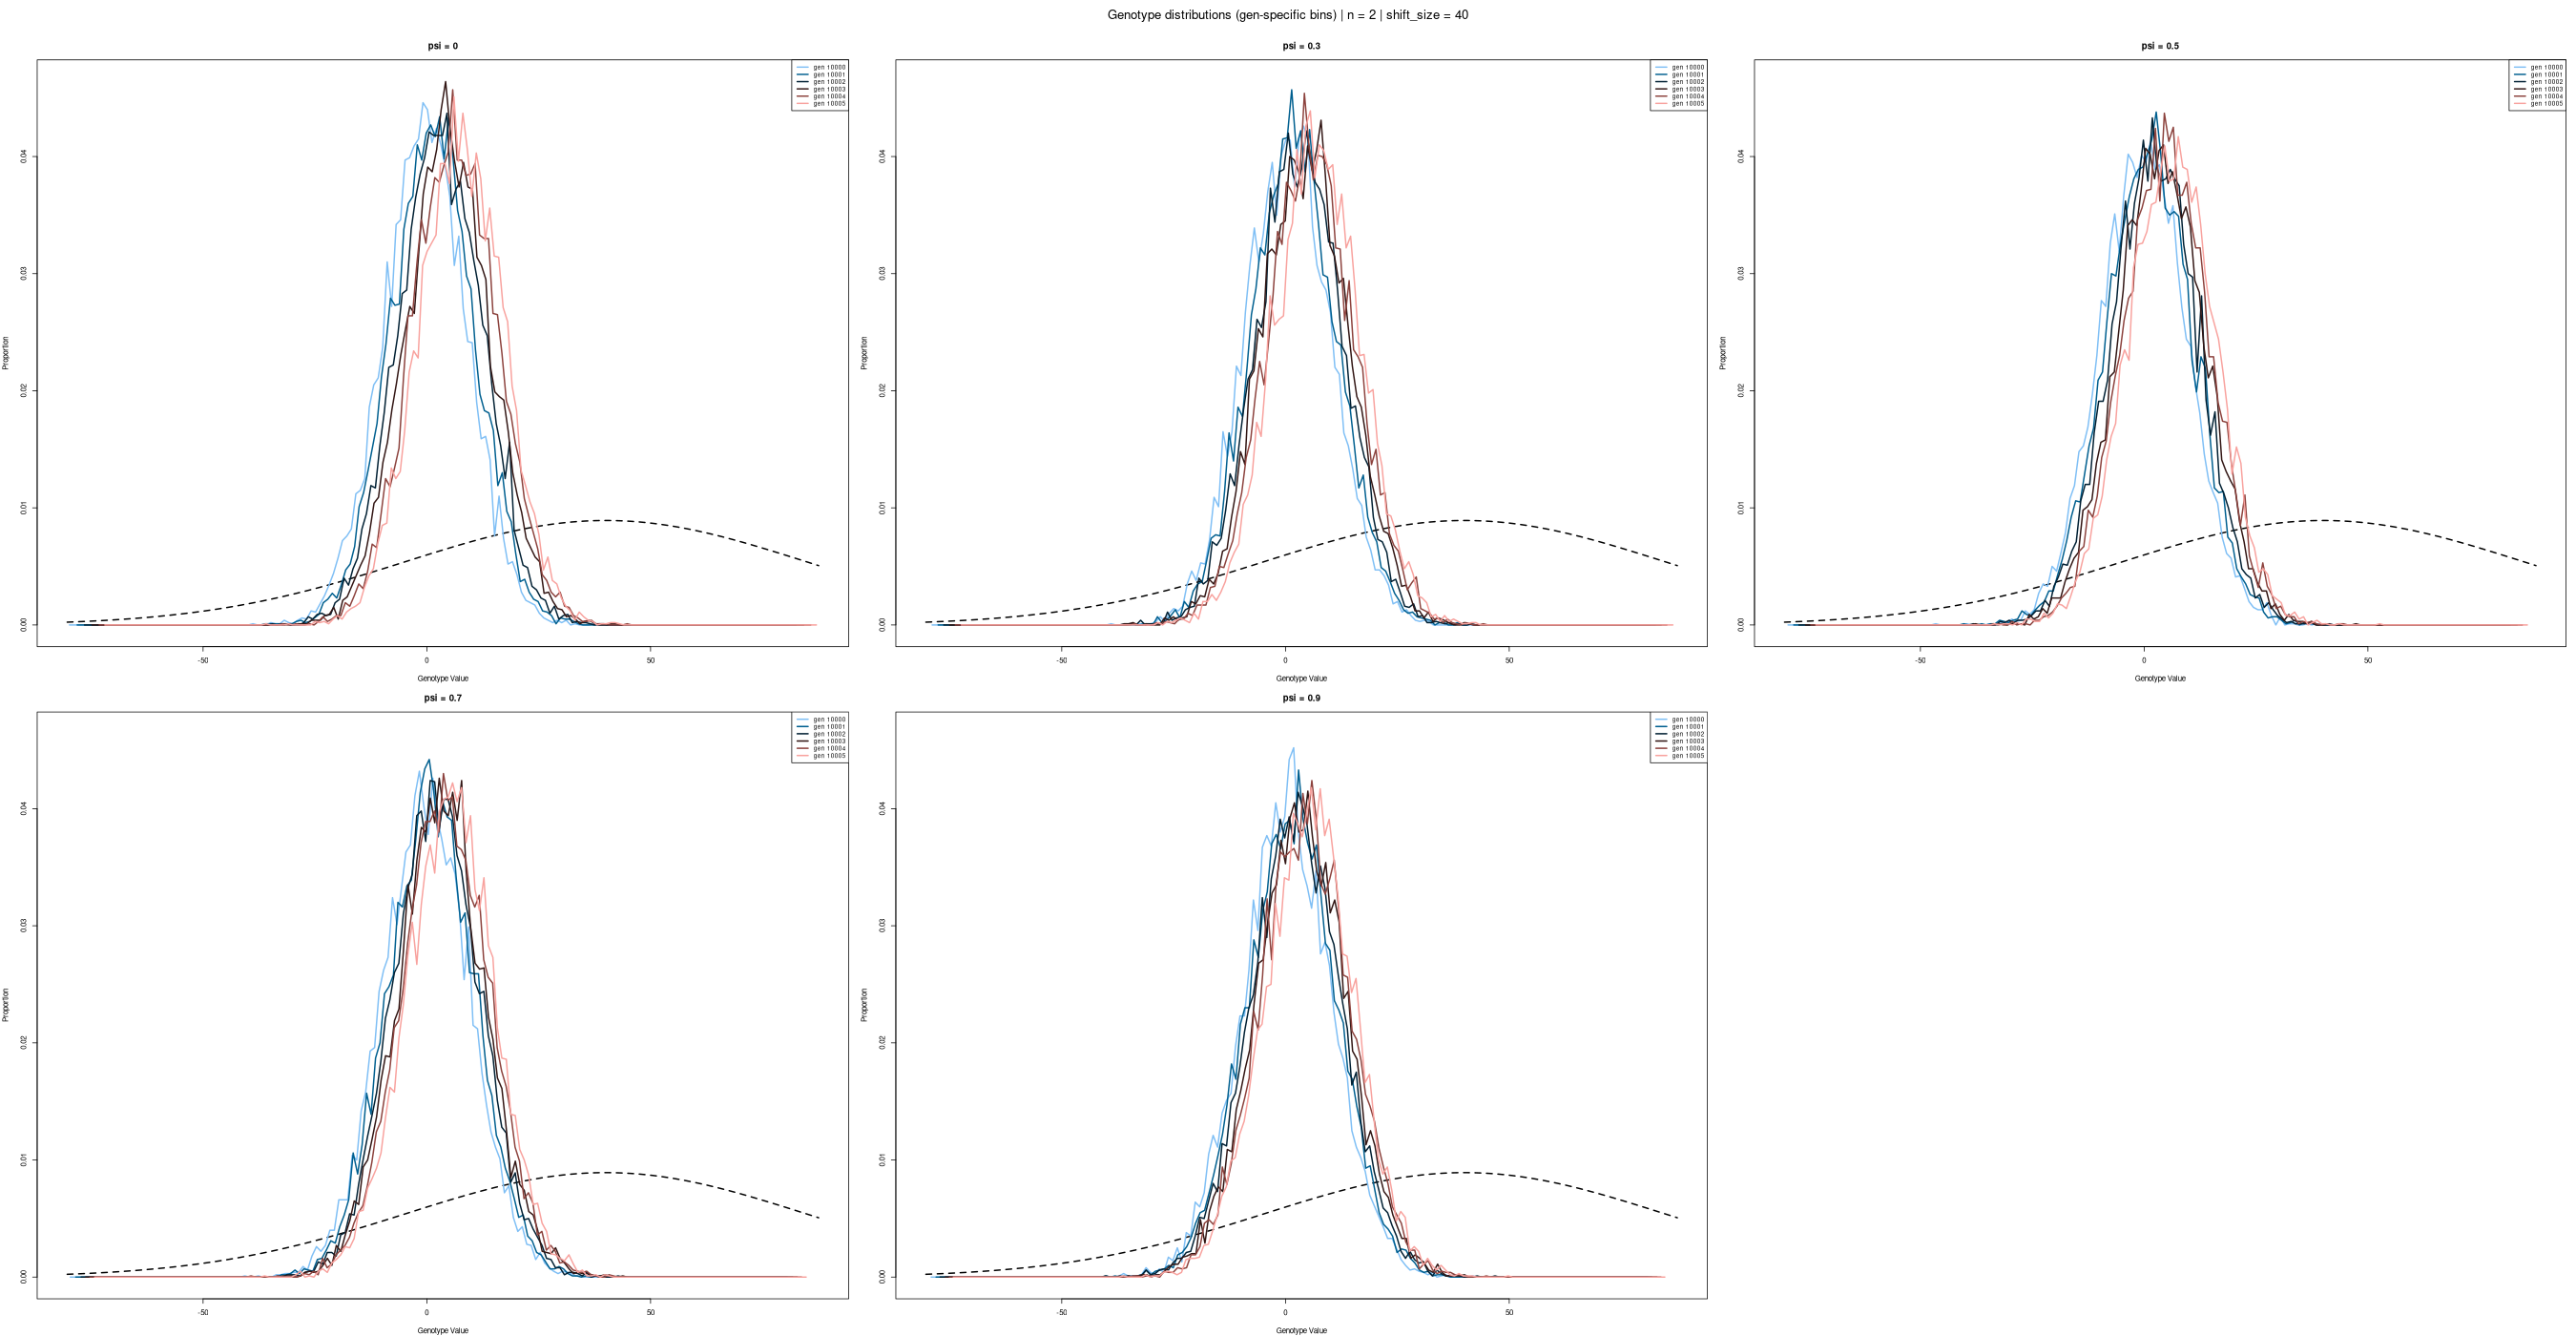 Genotype distributions (gen-specific bins) | n = 2 | shift_size = 40
psi = 0
gen 10000
gen 10001
gen 10002
gen 10003
gen 10004
gen 10005
Proportion
0.04
0.03
0.02
0.01
0.00
-50
0
50
Genotype Value
psi = 0.3
gen 10000
gen 10001
gen 10002
gen 10003
gen 10004
gen 10005
Proportion
0.04
0.03
0.02
0.01
0.00
-50
0
50
Genotype Value
psi = 0.5
gen 10000
gen 10001
gen 10002
gen 10003
gen 10004
gen 10005
Proportion
0.04
0.03
0.02
0.01
0.00
-50
0
50
Genotype Value
psi = 0.7
gen 10000
gen 10001
gen 10002
gen 10003
gen 10004
gen 10005
Proportion
0.04
0.03
0.02
0.01
0.00
-50
0
50
Genotype Value
psi = 0.9
gen 10000
gen 10001
gen 10002
gen 10003
gen 10004
gen 10005
Proportion
0.04
0.03
0.02
0.01
0.00
-50
0
50
Genotype Value